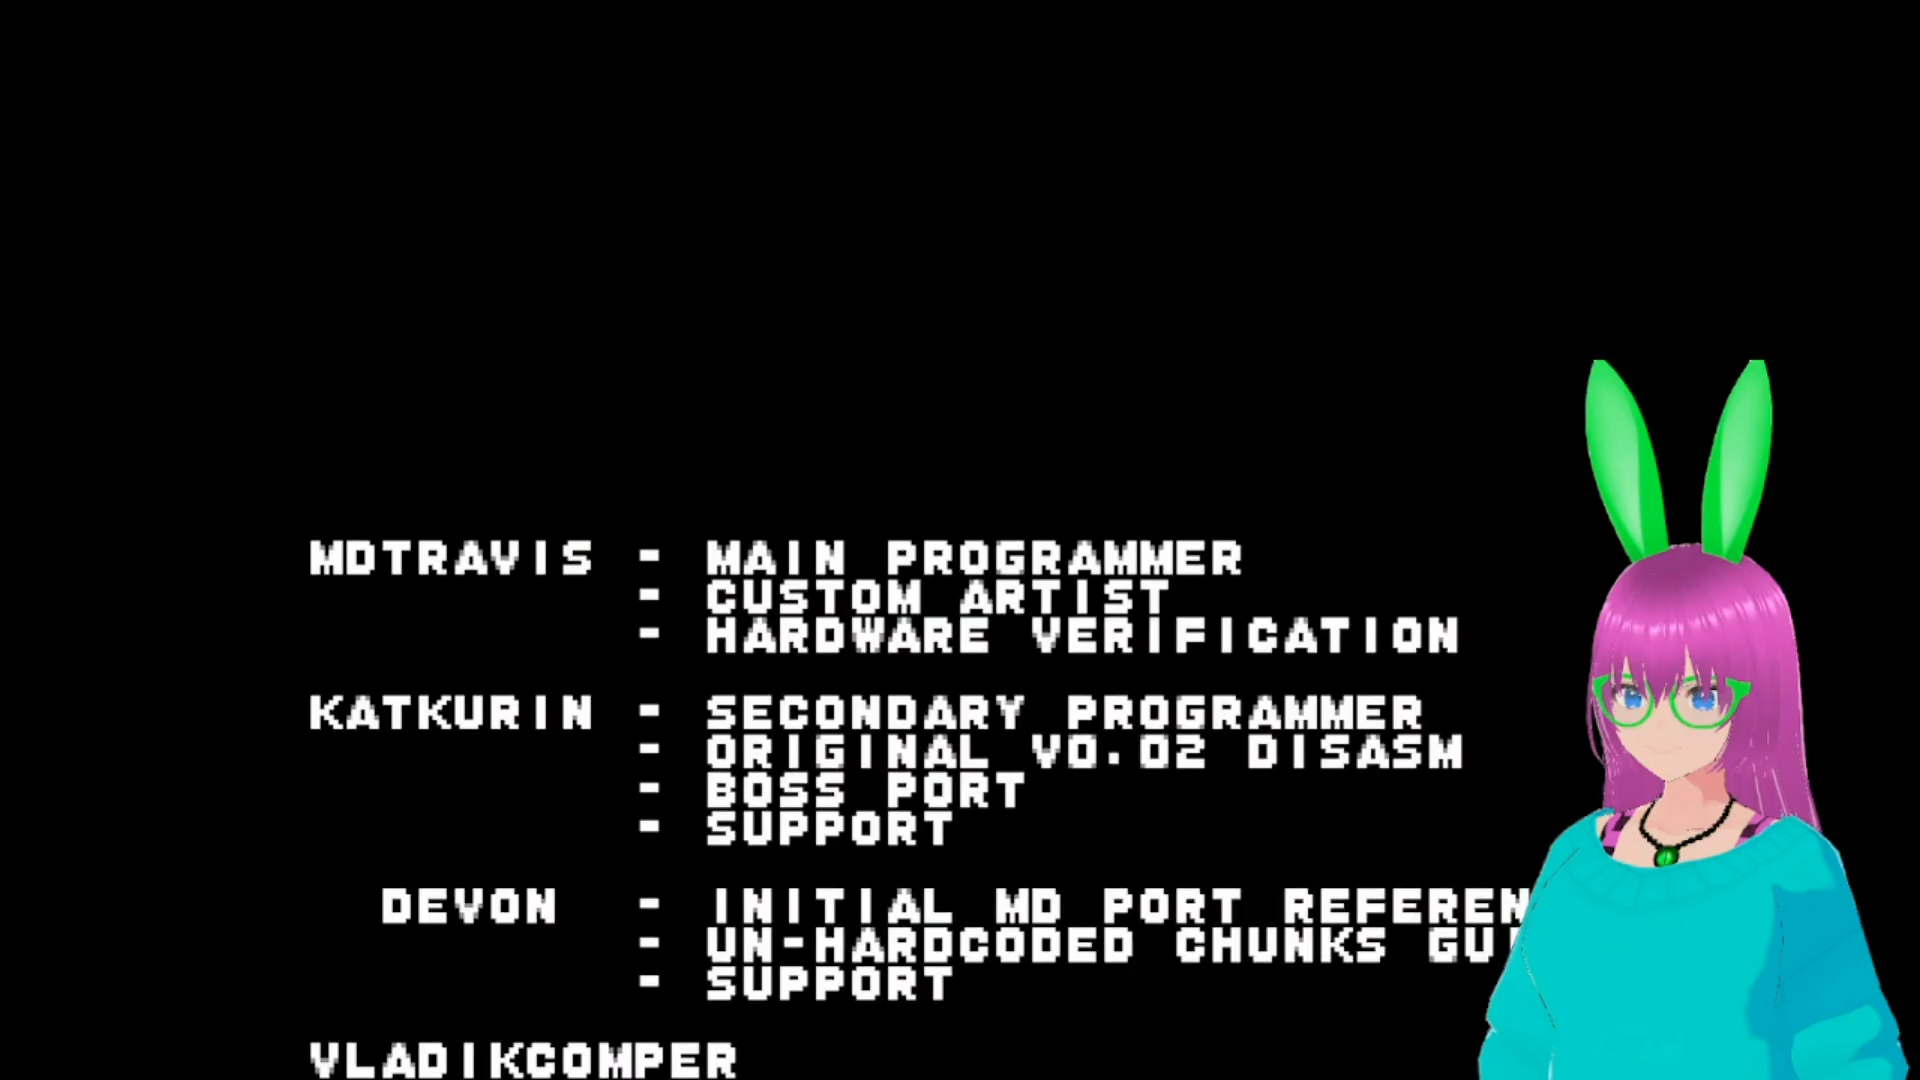 MDTRAVIS - MAIN PROGRAMMER
- CUSTOM ARTIST
- HARDWARE VERIFICATION
KATKURIN - SECONDARY PROGRAMMER
- ORIGINAL V0.02 DISASM
- BOSS PORT
- SUPPORT
DEVON - INITIAL MD PORT
- UN-HARDCODED CHUNKS
- SUPPORT
VLADIKCOMPER